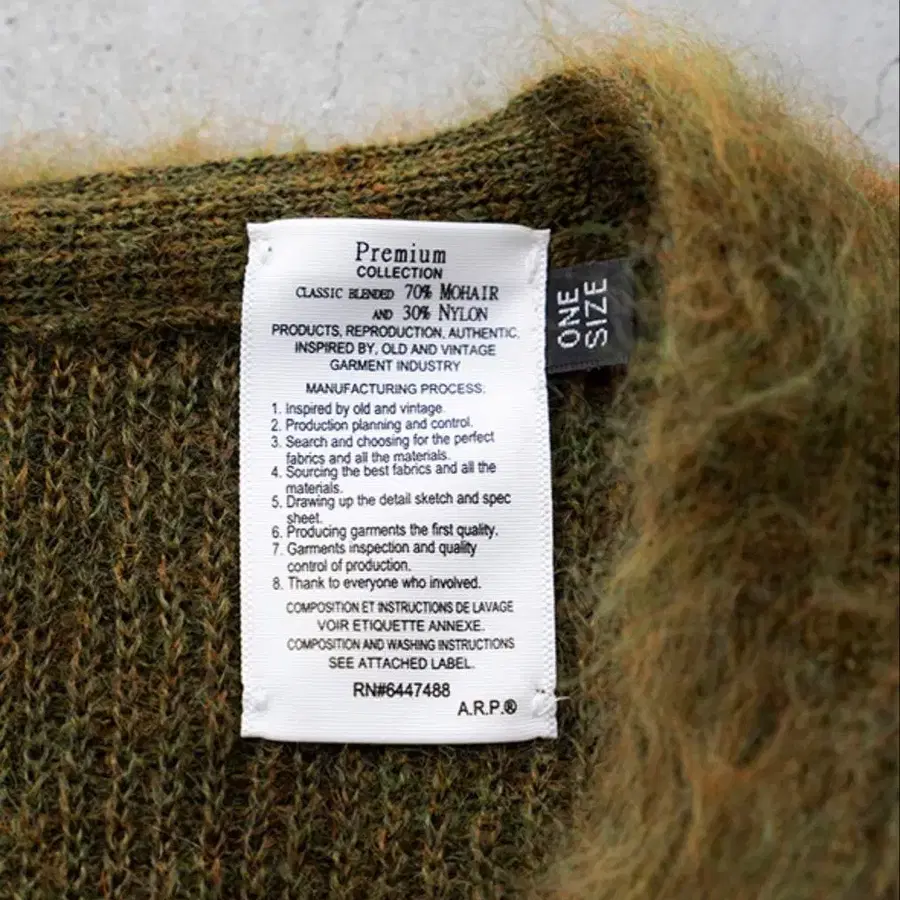 Premium
COLLECTION
CLASSIC BLENDED 70% MOHAIR
AND 30% NYLON
PRODUCTS, REPRODUCTION, AUTHENTIC,
INSPIRED BY, OLD AND VINTAGE
GARMENT INDUSTRY
MANUFACTURING PROCESS:
1. Inspired by old and vintage.
2. Production planning and control.
3. Search and choosing for the perfect
fabrics and all the materials.
4. Sourcing the best fabrics and all the
materials.
5. Drawing up the detail sketch and spec
sheet.
6. Producing garments the first quality.
7. Garments inspection and quality
control of production.
8. Thank to everyone who involved.
COMPOSITION ET INSTRUCTIONS DE LAVAGE
VOIR ETIQUETTE ANNEXE.
COMPOSITION AND WASHING INSTRUCTIONS
SEE ATTACHED LABEL.
RN#6447488
A.R.P.®
ONE
SIZE